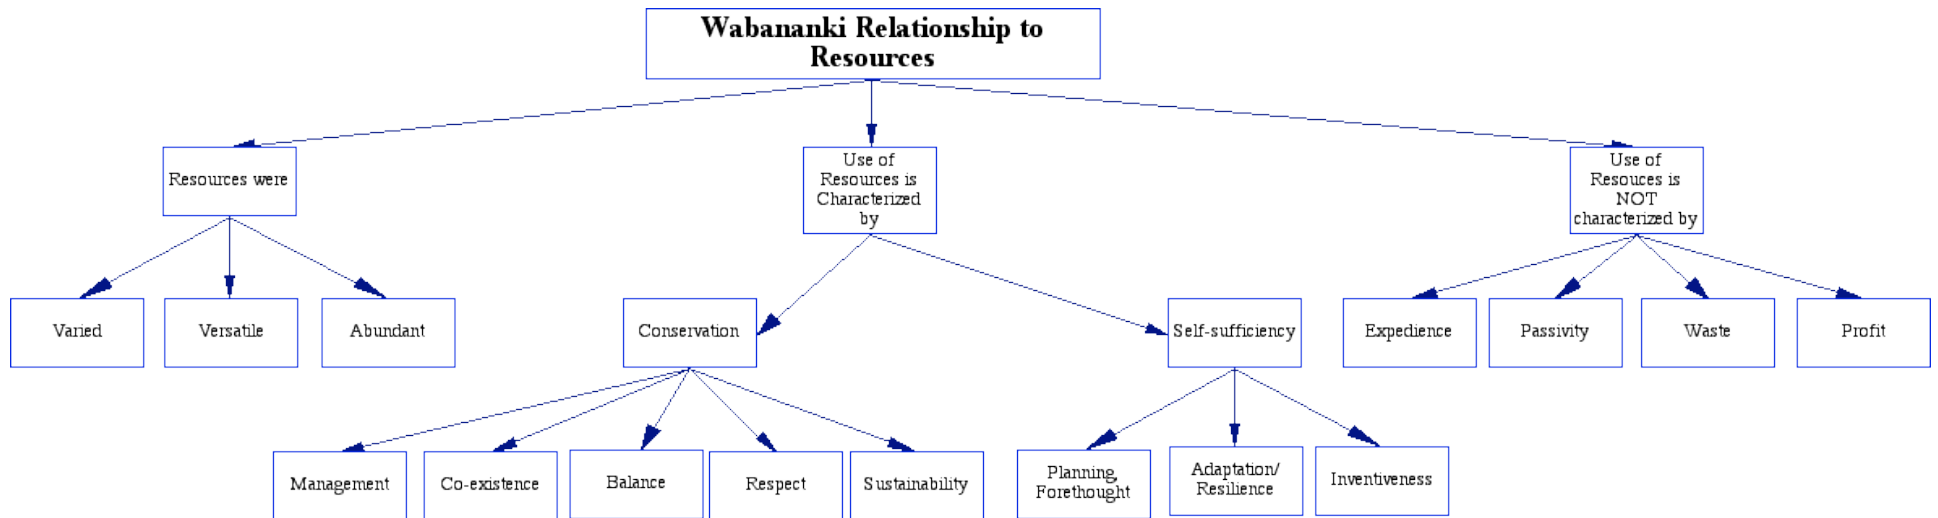 Wabananki Relationship to
Resources
Resources were
Use of
Resources is
Characterized
by
Use of
Resouces is
NOT
characterized by
Varied
Versatile
Abundant
Conservation
Self-sufficiency
Expedience
Passivity
Waste
Profit
Management
Co-existence
Balance
Respect
Sustainability
Planning,
Forethought
Adaptation/
Resilience
Inventiveness